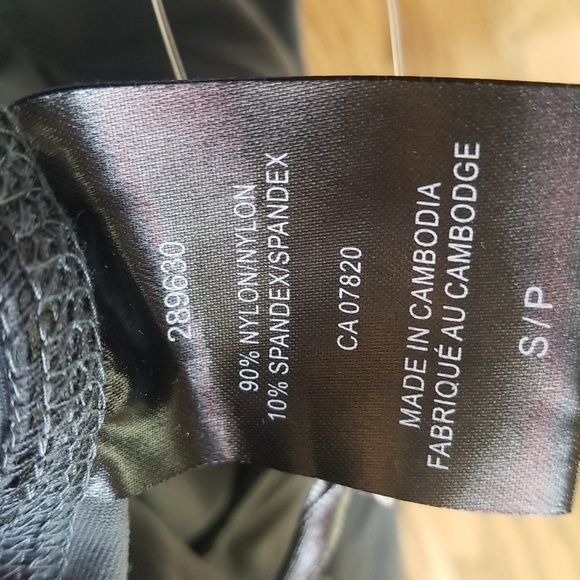 289630
90% NYLON/NYLON
10% SPANDEX/SPANDEX
CA 07820
MADE IN CAMBODIA
FABRIQUÉ AU CAMBODGE
S/P